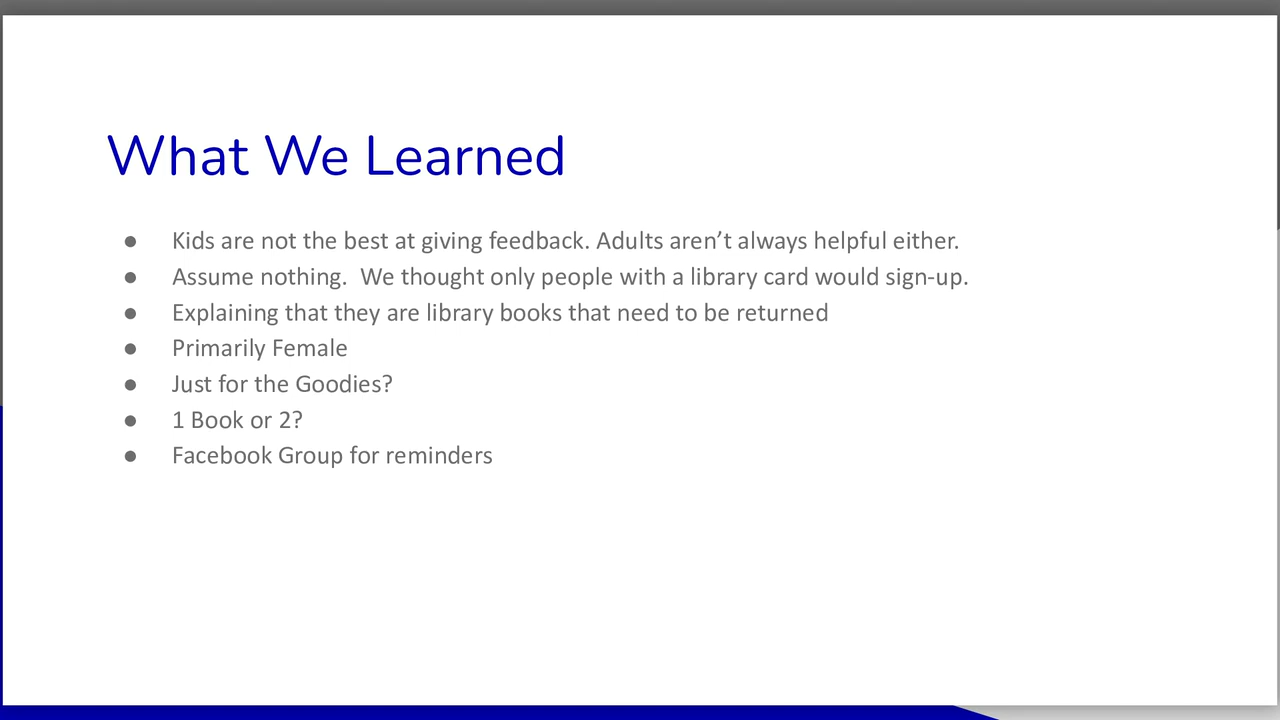 What We Learned
● Kids are not the best at giving feedback. Adults aren’t always helpful either.
● Assume nothing.  We thought only people with a library card would sign-up.
● Explaining that they are library books that need to be returned
● Primarily Female
● Just for the Goodies?
● 1 Book or 2?
● Facebook Group for reminders